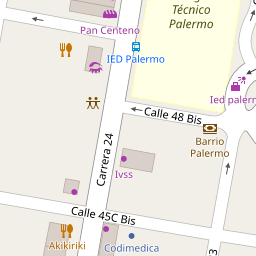 Técnico
Palermo
Pan Centeno
IED Palermo
Ied palerm
Calle 48 Bis
Barrio
Palermo
Carrera 24
Ivss
Calle 45C Bis
Akikiriki
Codimedica
3